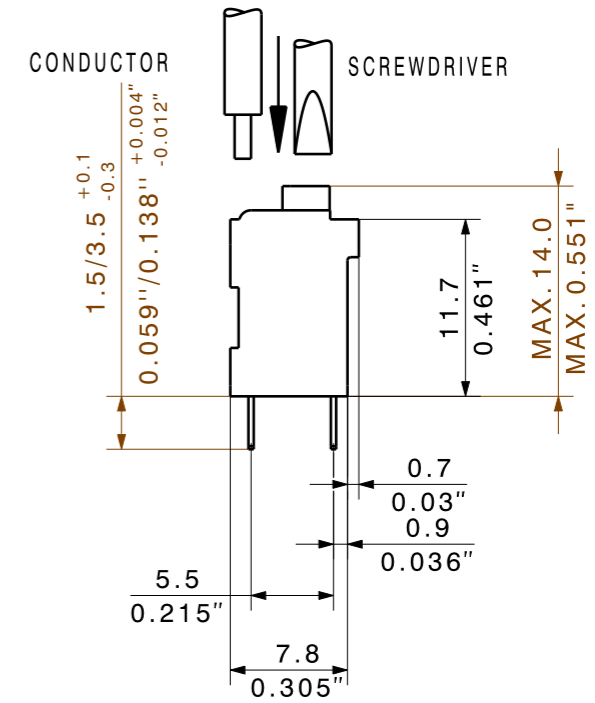 CONDUCTOR
SCREWDRIVER
1.5/3.5 +0.1 -0.3
0.059''/0.138'' +0.004" -0.012"
11.7
0.461"
MAX. 14.0
MAX. 0.551"
0.7
0.03"
0.9
0.036"
5.5
0.215"
7.8
0.305"